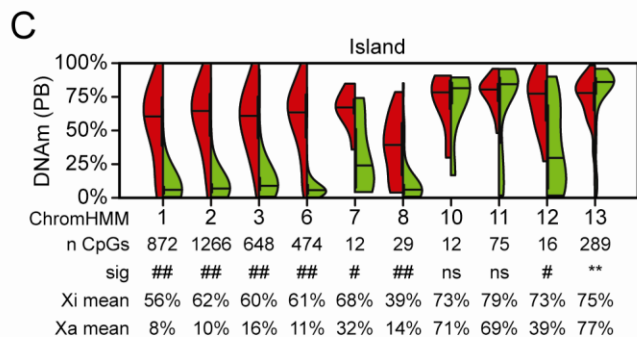 C
Island
DNAm (PB)
100%
75%
50%
25%
0%
ChromHMM 1 2 3 6 7 8 10 11 12 13
n CpGs 872 1266 648 474 12 29 12 75 16 289
sig ## ## ## ## # ## ns ns # **
Xi mean 56% 62% 60% 61% 68% 39% 73% 79% 73% 75%
Xa mean 8% 10% 16% 11% 32% 14% 71% 69% 39% 77%